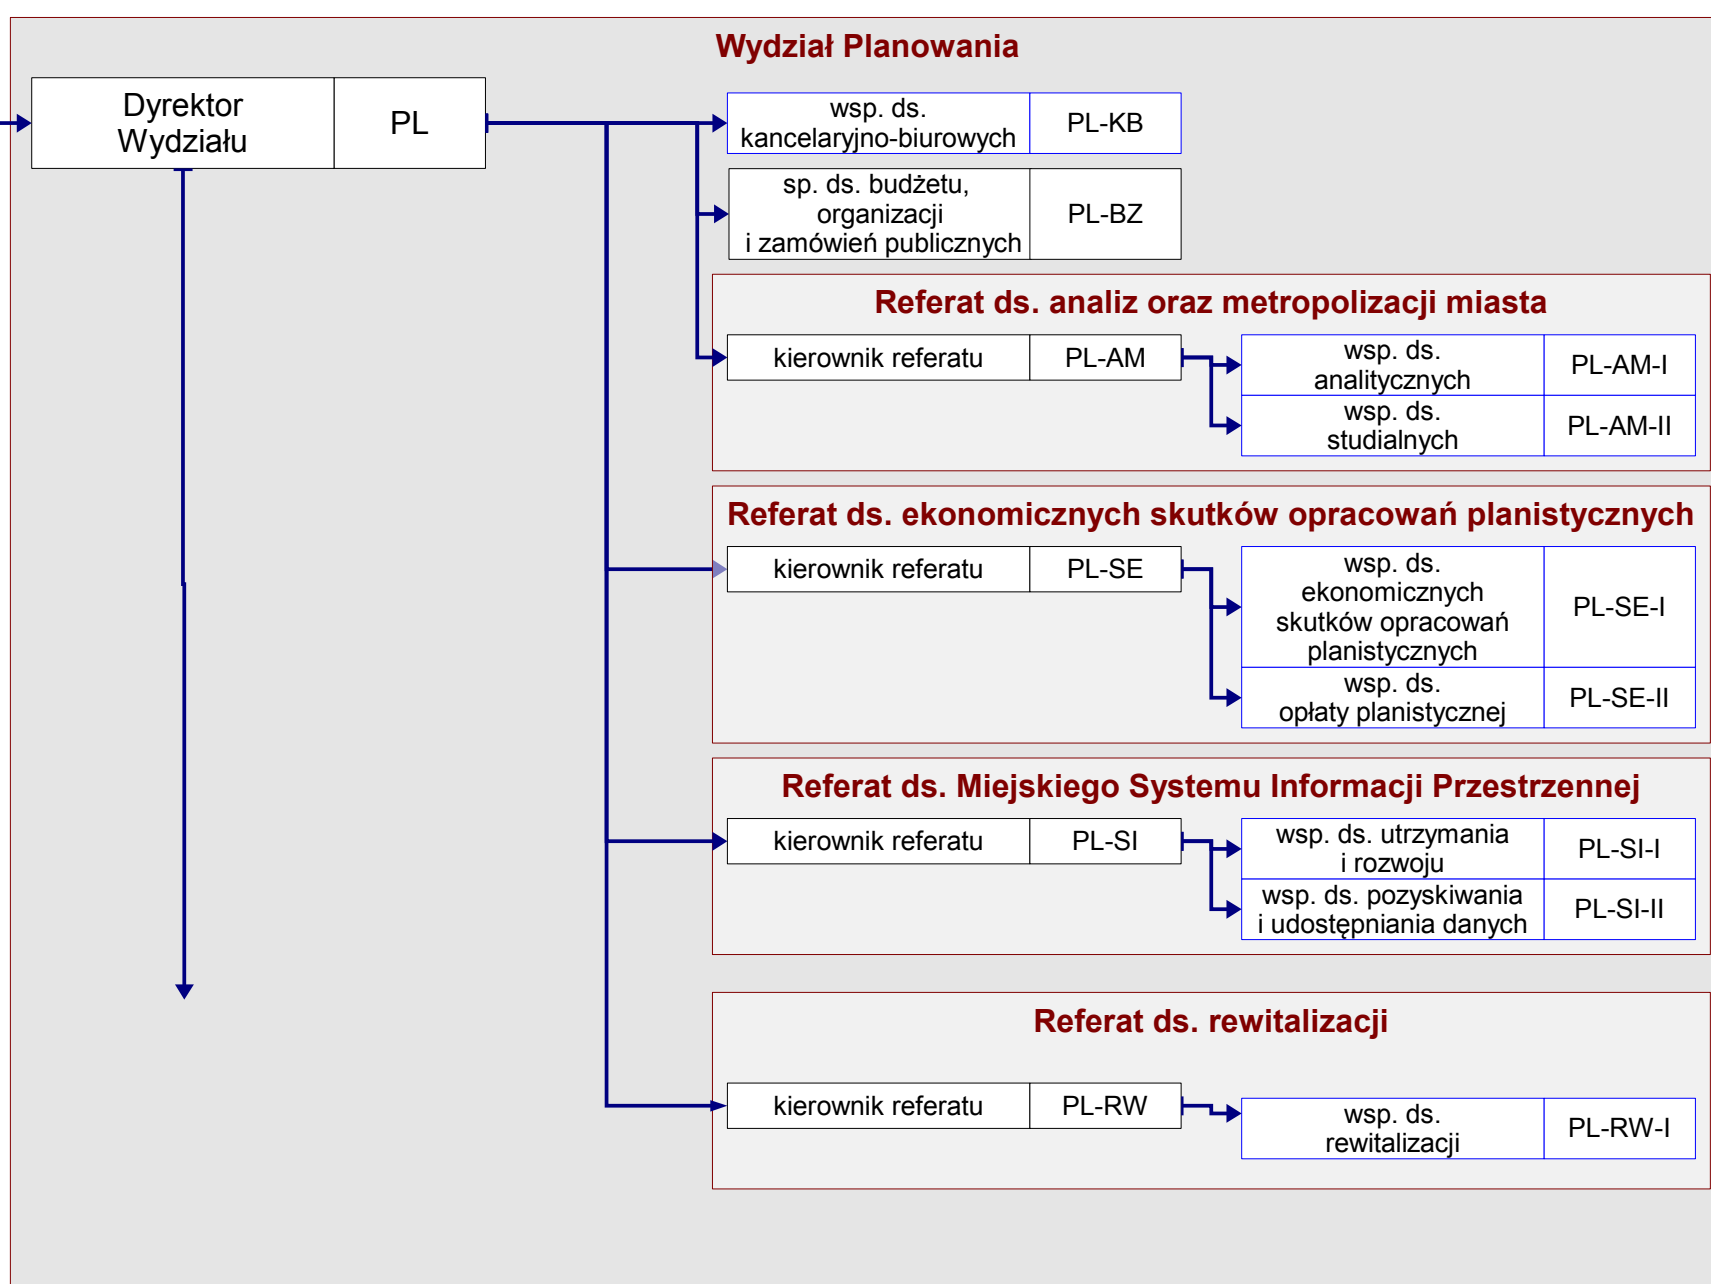 Wydział Planowania
Dyrektor
Wydziału
PL
wsp. ds.
kancelaryjno-biurowych
PL-KB
sp. ds. budżetu,
organizacji
i zamówień publicznych
PL-BZ
Referat ds. analiz oraz metropolizacji miasta
kierownik referatu
PL-AM
wsp. ds.
analitycznych
PL-AM-I
wsp. ds.
studialnych
PL-AM-II
Referat ds. ekonomicznych skutków opracowań planistycznych
kierownik referatu
PL-SE
wsp. ds.
ekonomicznych
skutków opracowań
planistycznych
PL-SE-I
wsp. ds.
opłaty planistycznej
PL-SE-II
Referat ds. Miejskiego Systemu Informacji Przestrzennej
kierownik referatu
PL-SI
wsp. ds. utrzymania
i rozwoju
PL-SI-I
wsp. ds. pozyskiwania
i udostępniania danych
PL-SI-II
Referat ds. rewitalizacji
kierownik referatu
PL-RW
wsp. ds.
rewitalizacji
PL-RW-I